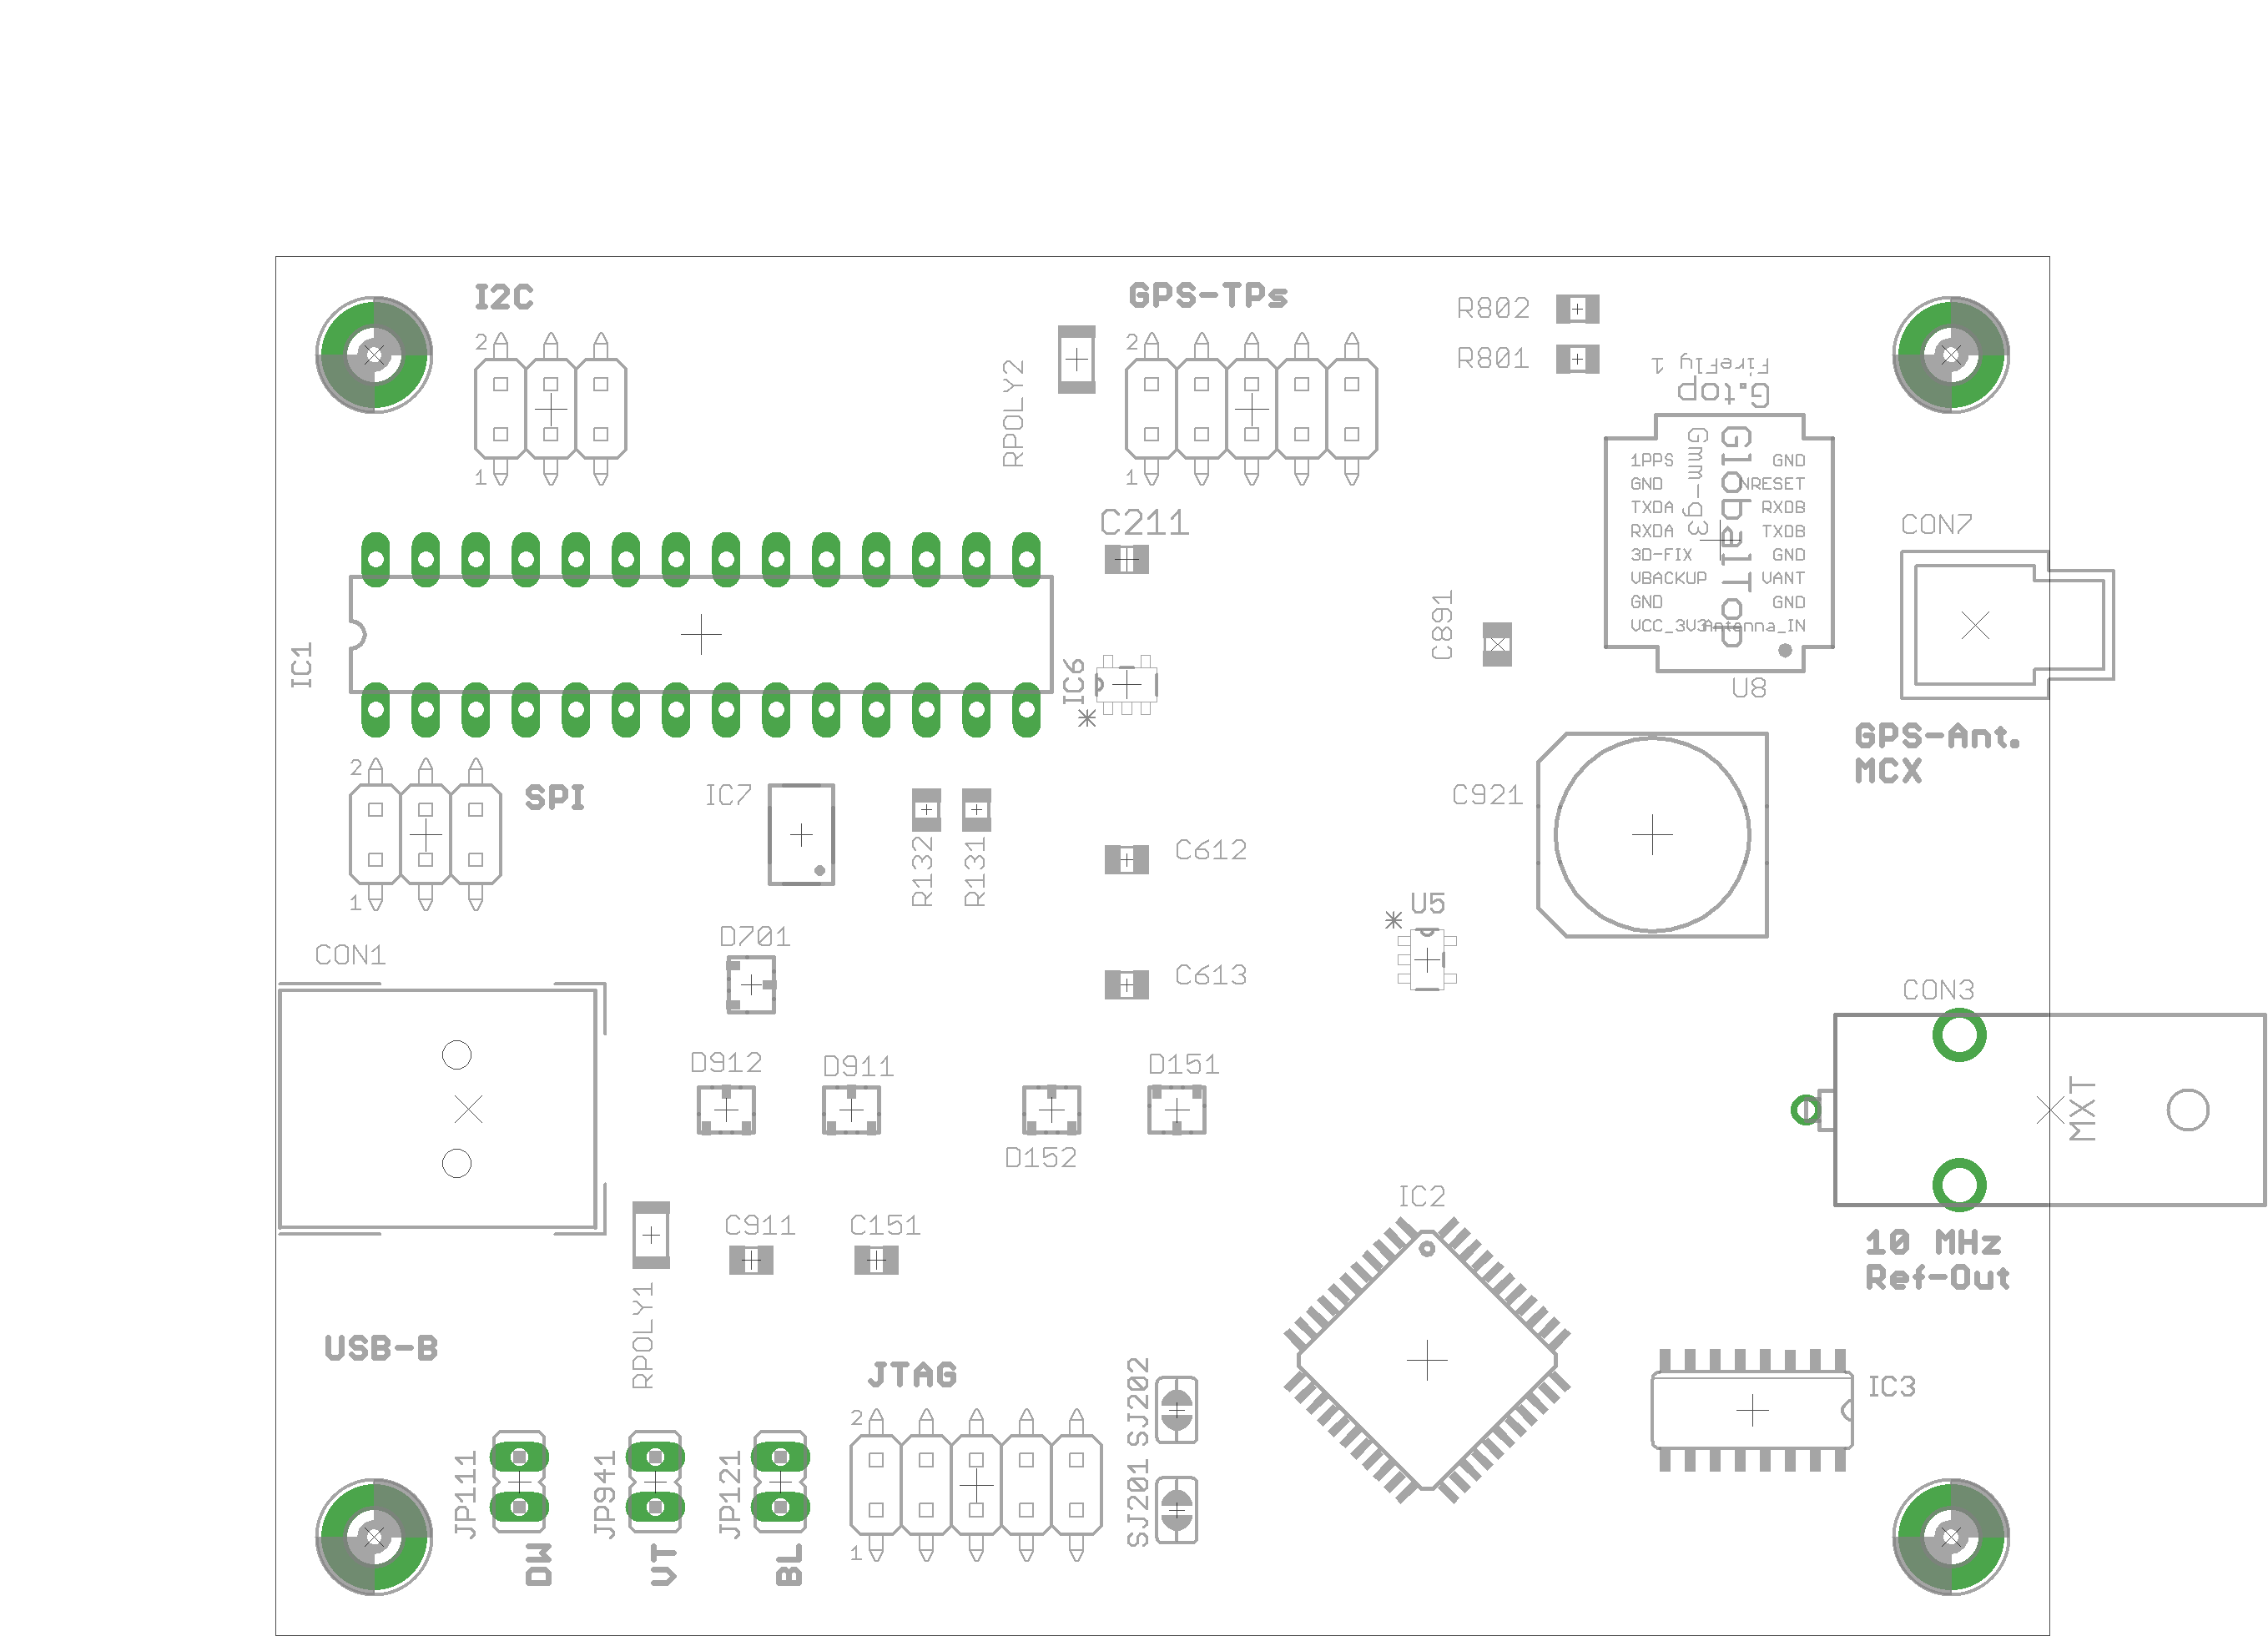 I2C
2
1
GPS-TPs
2
1
RPOLY2
R802
R801
Firefly 1
G.top
GlobalTop
Gmm-g3
1PPS GND
GND NRESET
TXDA RXDB
RXDA TXDB
3D-FIX GND
VBACKUP VANT
GND GND
VCC_3V3 Antenna_IN
U8
C211
CON7
C891
IC1
IC6
*
GPS-Ant.
MCX
2
1
SPI
IC7
R132
R131
C921
C612
U5
*
D701
CON1
C613
CON3
D912
D911
D151
D152
MXT
IC2
C911
C151
RPOLY1
10 MHz
Ref-Out
USB-B
JTAG
2
1
SJ202
SJ201
IC3
JP111
JP941
JP1121
DW
VT
BL